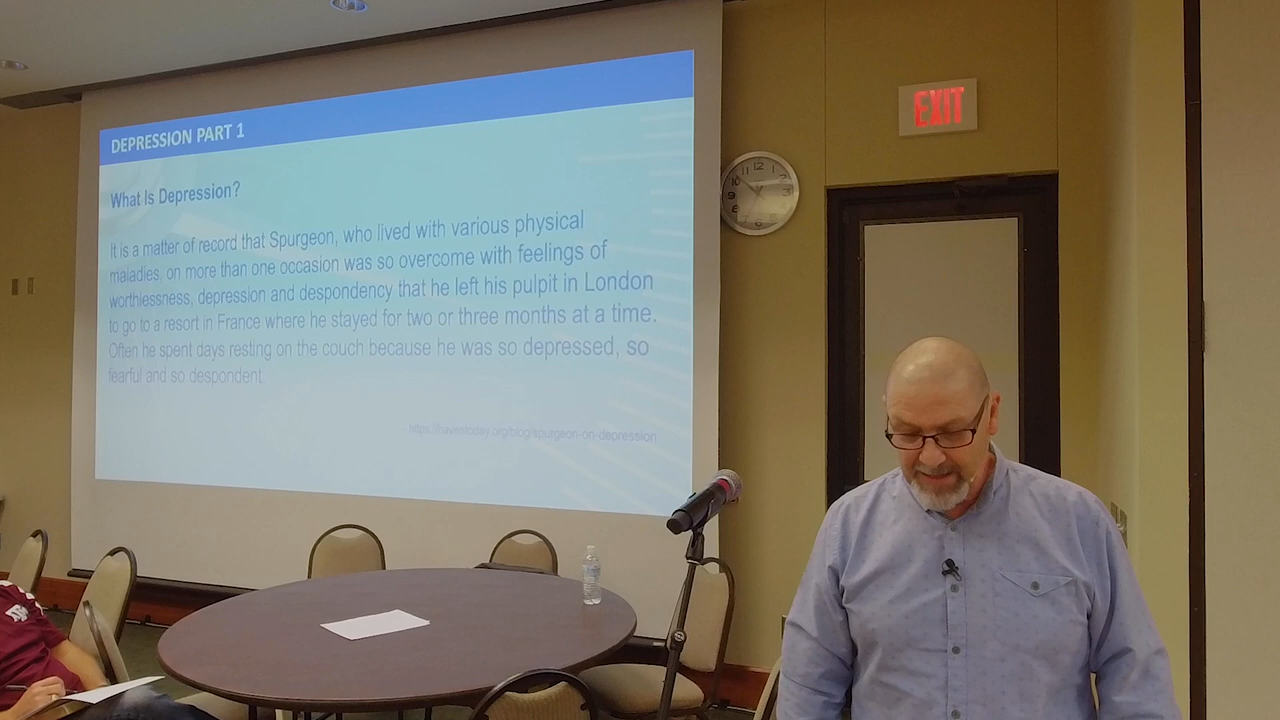 DEPRESSION PART 1
What Is Depression?
It is a matter of record that Spurgeon, who lived with various physical
maladies, on more than one occasion was so overcome with feelings of
worthlessness, depression and despondency that he left his pulpit in London
to go to a resort in France where he stayed for two or three months at a time.
Often he spent days resting on the couch because he was so depressed, so
fearful and so despondent.
- https://haventoday.org/blog/spurgeon-on-depression
EXIT